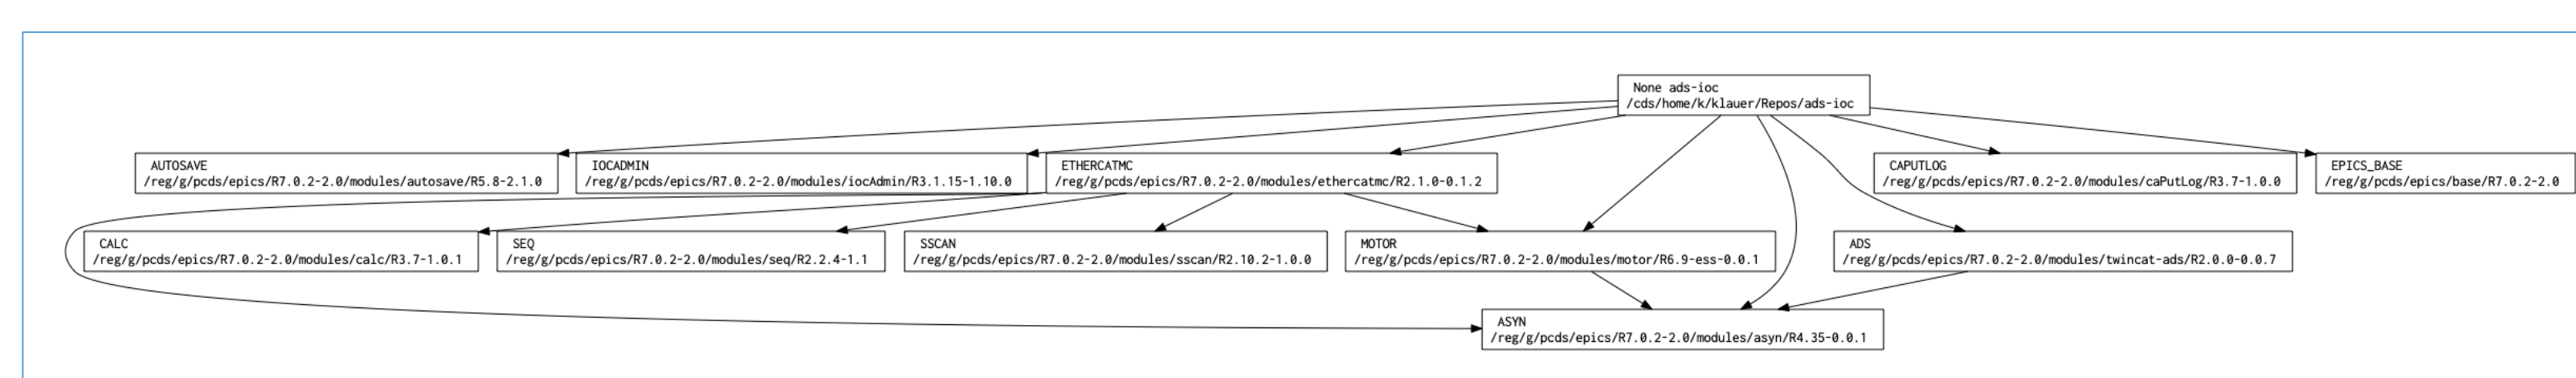 None ads-ioc
/cds/home/k/klauer/Repos/ads-ioc
AUTOSAVE
/reg/g/pcds/epics/R7.0.2-2.0/modules/autosave/R5.8-2.1.0
IOCADMIN
/reg/g/pcds/epics/R7.0.2-2.0/modules/iocAdmin/R3.1.15-1.10.0
ETHERCATMC
/reg/g/pcds/epics/R7.0.2-2.0/modules/ethercatmc/R2.1.0-0.1.2
CAPUTLOG
/reg/g/pcds/epics/R7.0.2-2.0/modules/caPutLog/R3.7-1.0.0
EPICS_BASE
/reg/g/pcds/epics/base/R7.0.2-2.0
CALC
/reg/g/pcds/epics/R7.0.2-2.0/modules/calc/R3.7-1.0.1
SEQ
/reg/g/pcds/epics/R7.0.2-2.0/modules/seq/R2.2.4-1.1
SSCAN
/reg/g/pcds/epics/R7.0.2-2.0/modules/sscan/R2.10.2-1.0.0
MOTOR
/reg/g/pcds/epics/R7.0.2-2.0/modules/motor/R6.9-ess-0.0.1
ADS
/reg/g/pcds/epics/R7.0.2-2.0/modules/twincat-ads/R2.0.0-0.0.7
ASYN
/reg/g/pcds/epics/R7.0.2-2.0/modules/asyn/R4.35-0.0.1